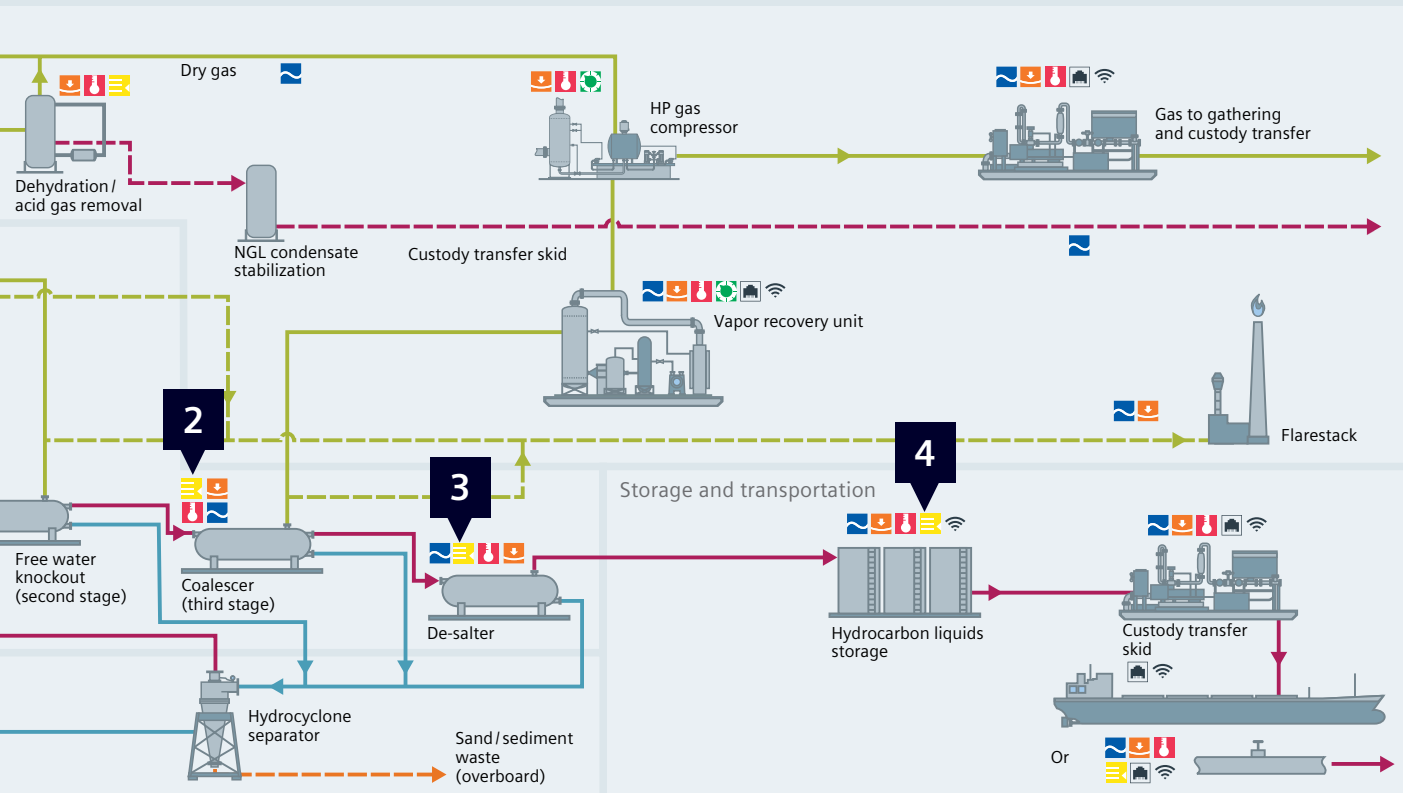 Dry gas
HP gas
compressor
Gas to gathering
and custody transfer
Dehydration/
acid gas removal
NGL condensate
stabilization
Custody transfer skid
Vapor recovery unit
Flarestack
2
3
4
Storage and transportation
Free water
knockout
(second stage)
Coalescer
(third stage)
De-salter
Hydrocarbon liquids
storage
Custody transfer
skid
Hydrocyclone
separator
Sand/sediment
waste
(overboard)
Or